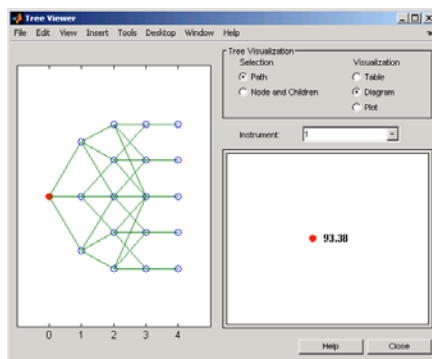 Tree Viewer
File Edit View Insert Tools Desktop Window Help
Tree Visualization
Selection
Visualization
Path
Table
Node and Children
Diagram
Plot
Instrument:
1
93.38
0 1 2 3 4
Help
Close